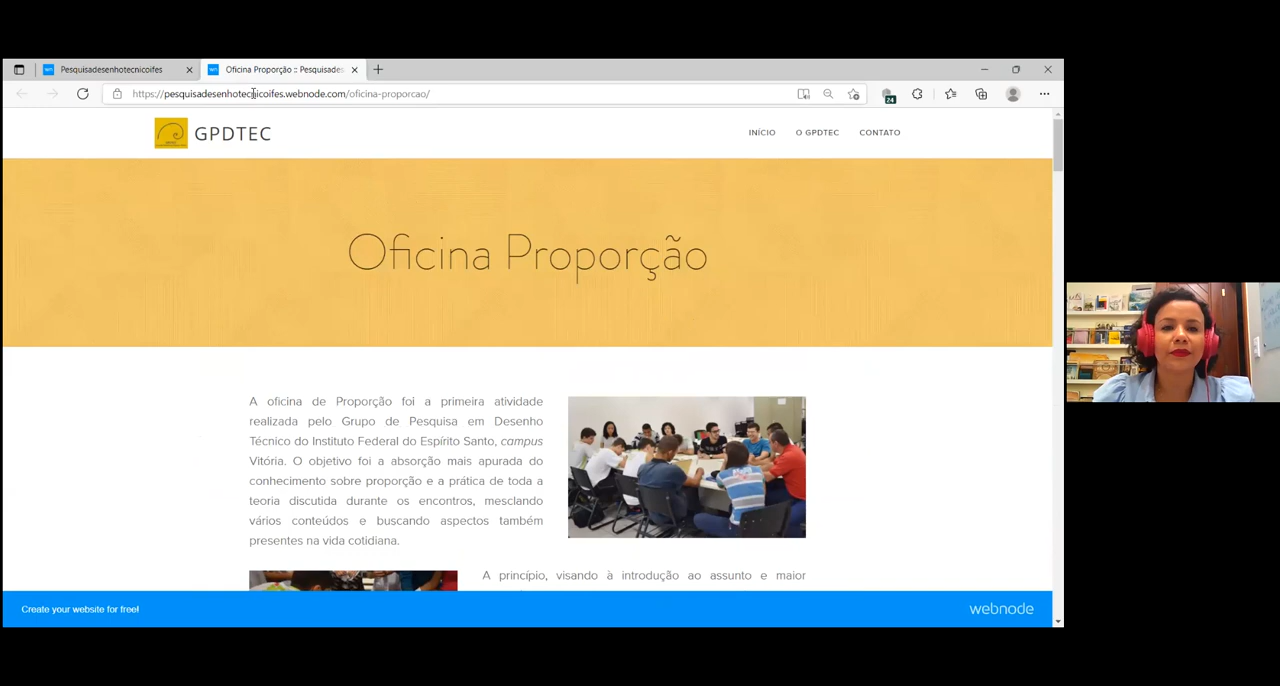 Pesquisadesenhotecnicoifes
Oficina Proporção :: Pesquisades
https://pesquisadesenhotecnicoifes.webnode.com/oficina-proporcao/
24
GPDTEC
INÍCIO O GPDTEC CONTATO
Oficina Proporção
A oficina de Proporção foi a primeira atividade
realizada pelo Grupo de Pesquisa em Desenho
Técnico do Instituto Federal do Espírito Santo, campus
Vitória. O objetivo foi a absorção mais apurada do
conhecimento sobre proporção e a prática de toda a
teoria discutida durante os encontros, mesclando
vários conteúdos e buscando aspectos também
presentes na vida cotidiana.
A princípio, visando à introdução ao assunto e maior
Create your website for free!
webnode